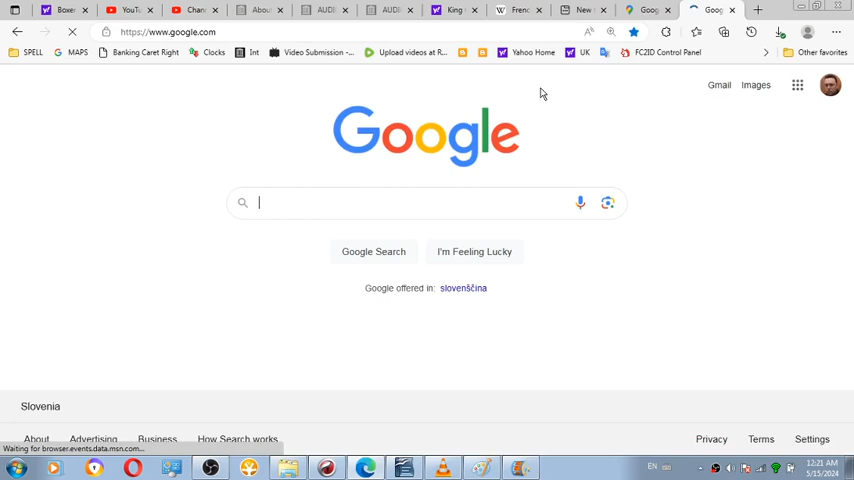 Boxer
YouTu
Chann
About
AUDI
AUDI
King
Frenc
New
Goog
Goog
https://www.google.com
SPELL
MAPS
Banking Caret Right
Clocks
Int
Video Submission -...
Upload videos at R...
Yahoo Home
UK
FC2ID Control Panel
Other favorites
Gmail
Images
Google
Google Search
I'm Feeling Lucky
Google offered in: slovenščina
Slovenia
About
Advertising
Business
How Search works
Privacy
Terms
Settings
Waiting for browser.events.data.msn.com...
EN
12:21 AM
5/15/2024